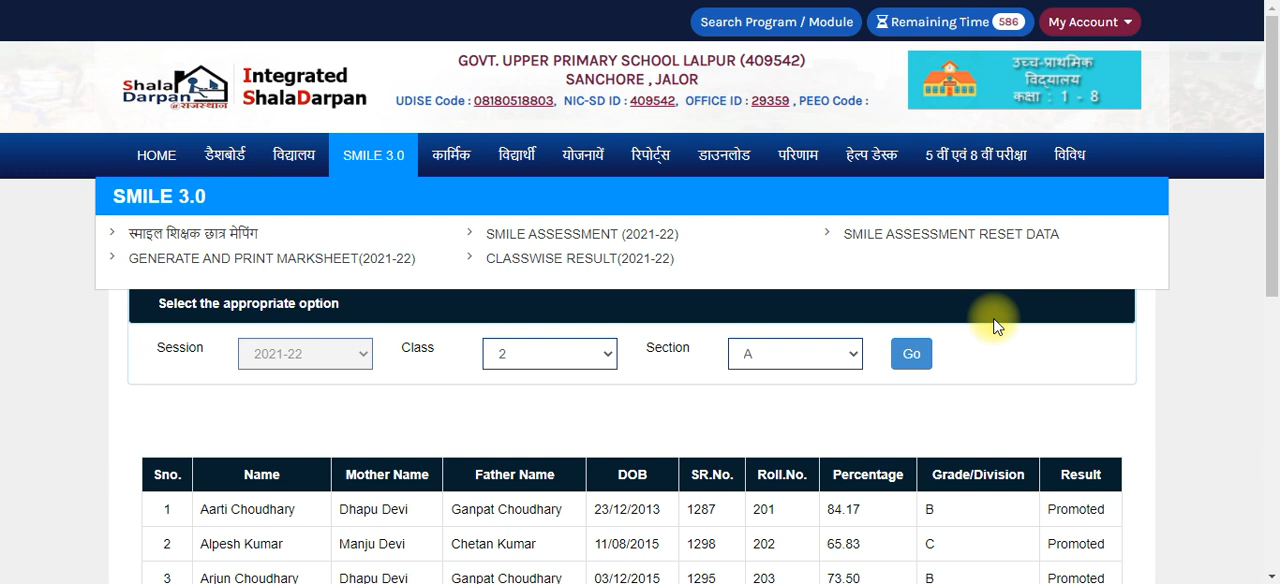 Search Program / Module
Remaining Time 586
My Account
Shala Darpan @राजस्थान
Integrated ShalaDarpan
GOVT. UPPER PRIMARY SCHOOL LALPUR (409542)
SANCHORE , JALOR
UDISE Code : 08180518803, NIC-SD ID : 409542, OFFICE ID : 29359 , PEEO Code :
उच्च-प्राथमिक
विद्यालय
कक्षा : 1 - 8
HOME डैशबोर्ड विद्यालय SMILE 3.0 कार्मिक विद्यार्थी योजनायें रिपोर्ट्स डाउनलोड परिणाम हेल्प डेस्क 5 वीं एवं 8 वीं परीक्षा विविध
SMILE 3.0
स्माइल शिक्षक छात्र मेपिंग SMILE ASSESSMENT (2021-22) SMILE ASSESSMENT RESET DATA
GENERATE AND PRINT MARKSHEET(2021-22) CLASSWISE RESULT(2021-22)
Select the appropriate option
Session 2021-22 Class 2 Section A Go
Sno. Name Mother Name Father Name DOB SR.No. Roll.No. Percentage Grade/Division Result
1 Aarti Choudhary Dhapu Devi Ganpat Choudhary 23/12/2013 1287 201 84.17 B Promoted
2 Alpesh Kumar Manju Devi Chetan Kumar 11/08/2015 1298 202 65.83 C Promoted
3 Arjun Choudhary Dhapu Devi Ganpat Choudhary 03/12/2015 1295 203 73.50 B Promoted